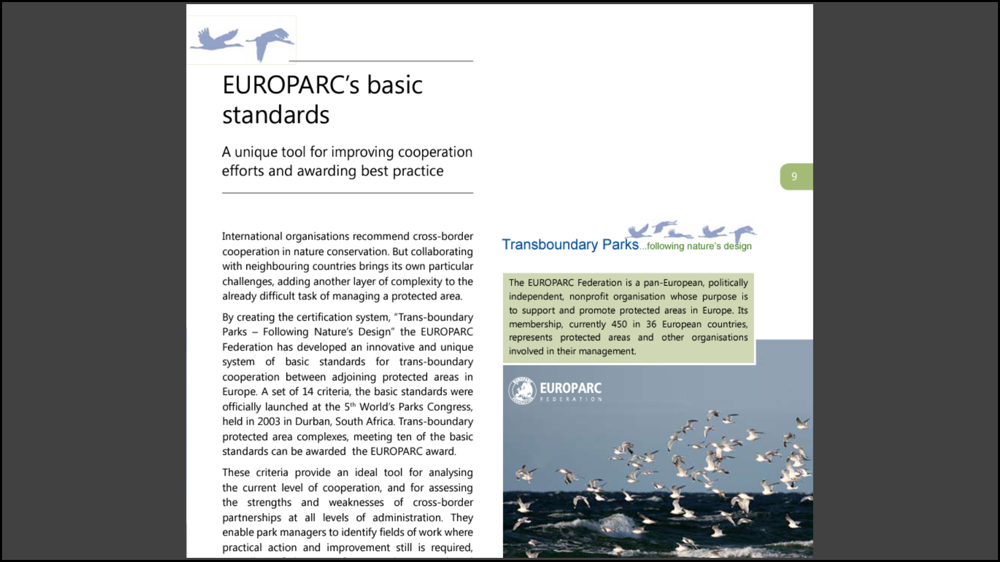 EUROPARC’s basic
standards
A unique tool for improving cooperation
efforts and awarding best practice
International organisations recommend cross-border
cooperation in nature conservation. But collaborating
with neighbouring countries brings its own particular
challenges, adding another layer of complexity to the
already difficult task of managing a protected area.
By creating the certification system, “Trans-boundary
Parks – Following Nature’s Design” the EUROPARC
Federation has developed an innovative and unique
system of basic standards for trans-boundary
cooperation between adjoining protected areas in
Europe. A set of 14 criteria, the basic standards were
officially launched at the 5th World’s Parks Congress,
held in 2003 in Durban, South Africa. Trans-boundary
protected area complexes, meeting ten of the basic
standards can be awarded the EUROPARC award.
These criteria provide an ideal tool for analysing
the current level of cooperation, and for assessing
the strengths and weaknesses of cross-border
partnerships at all levels of administration. They
enable park managers to identify fields of work where
practical action and improvement still is required,
9
Transboundary Parks...following nature’s design
The EUROPARC Federation is a pan-European, politically
independent, nonprofit organisation whose purpose is
to support and promote protected areas in Europe. Its
membership, currently 450 in 36 European countries,
represents protected areas and other organisations
involved in their management.
EUROPARC
FEDERATION
EUROPARC
FEDERATION